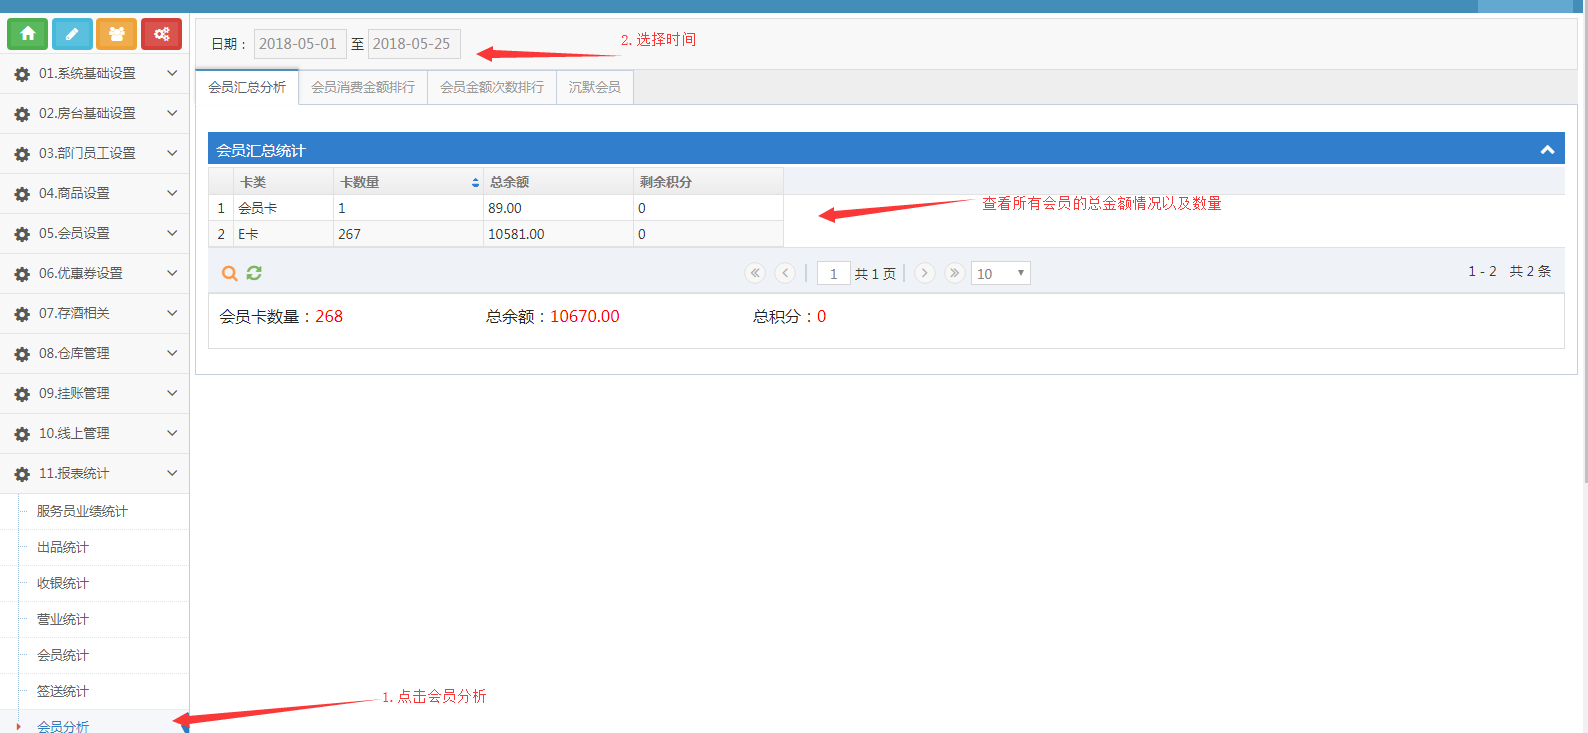 日期： 2018-05-01 至 2018-05-25
2. 选择时间
会员汇总分析 会员消费金额排行 会员金额次数排行 沉默会员
会员汇总统计
卡类 卡数量 总余额 剩余积分
1 会员卡 1 89.00 0
2 E卡 267 10581.00 0
查看所有会员的总金额情况以及数量
1 共 1 页 10
1 - 2 共 2 条
会员卡数量：268 总余额：10670.00 总积分：0
01.系统基础设置
02.房台基础设置
03.部门员工设置
04.商品设置
05.会员设置
06.优惠券设置
07.存酒相关
08.仓库管理
09.挂账管理
10.线上管理
11.报表统计
服务员业绩统计
出品统计
收银统计
营业统计
会员统计
签送统计
会员分析
1. 点击会员分析